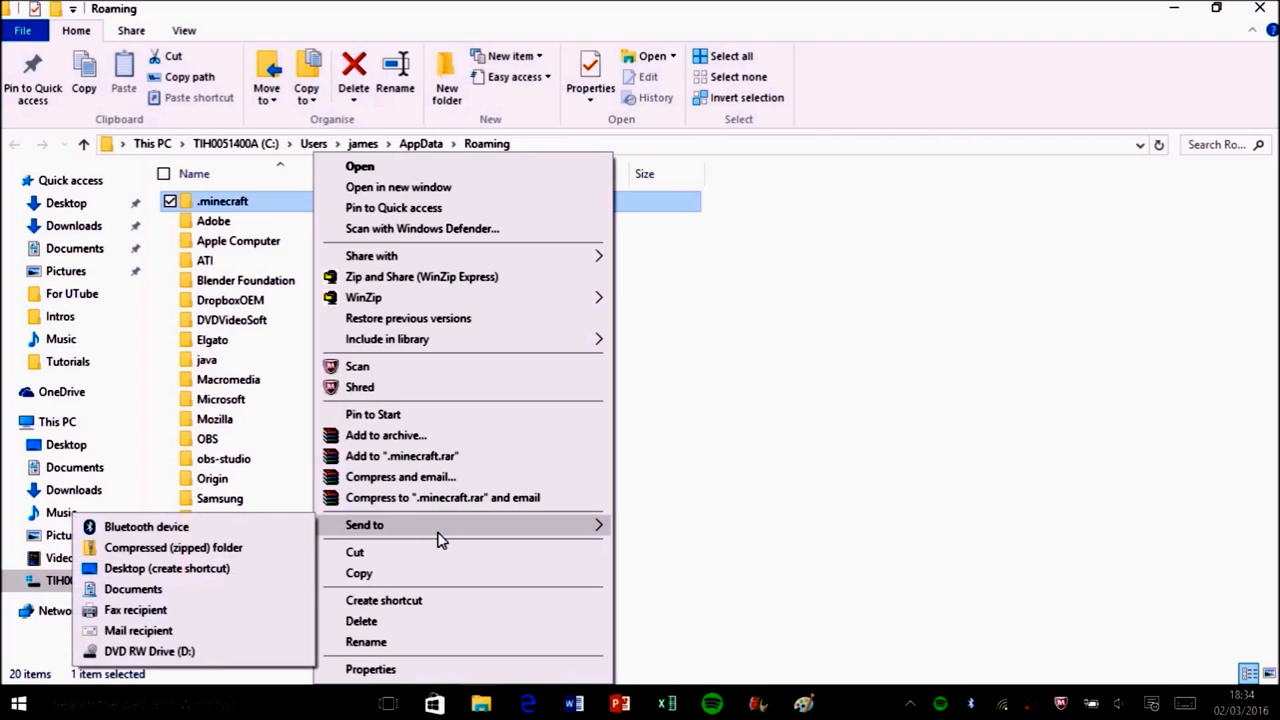 Roaming
File
Home
Share
View
Pin to Quick access
Copy
Paste
Cut
Copy path
Paste shortcut
Clipboard
Move to
Copy to
Delete
Rename
Organise
New folder
New item
Easy access
New
Properties
Open
Edit
History
Open
Select all
Select none
Invert selection
Select
This PC
TIH0051400A (C:)
Users
james
AppData
Roaming
Search Ro...
Quick access
Desktop
Downloads
Documents
Pictures
For UTube
Intros
Music
Tutorials
OneDrive
This PC
Desktop
Documents
Downloads
Music
Pictu
Video
TIH00
Netwo
Name
Size
.minecraft
Adobe
Apple Computer
ATI
Blender Foundation
DropboxOEM
DVDVideoSoft
Elgato
java
Macromedia
Microsoft
Mozilla
OBS
obs-studio
Origin
Samsung
Open
Open in new window
Pin to Quick access
Scan with Windows Defender...
Share with
Zip and Share (WinZip Express)
WinZip
Restore previous versions
Include in library
Scan
Shred
Pin to Start
Add to archive...
Add to ".minecraft.rar"
Compress and email...
Compress to ".minecraft.rar" and email
Send to
Cut
Copy
Create shortcut
Delete
Rename
Properties
Bluetooth device
Compressed (zipped) folder
Desktop (create shortcut)
Documents
Fax recipient
Mail recipient
DVD RW Drive (D:)
20 items
1 item selected
Search the web and Windows
18:34
02/03/2016